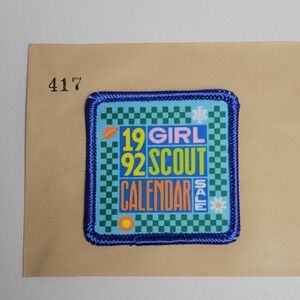 417
19 GIRL
92 SCOUT
CALENDAR SALE